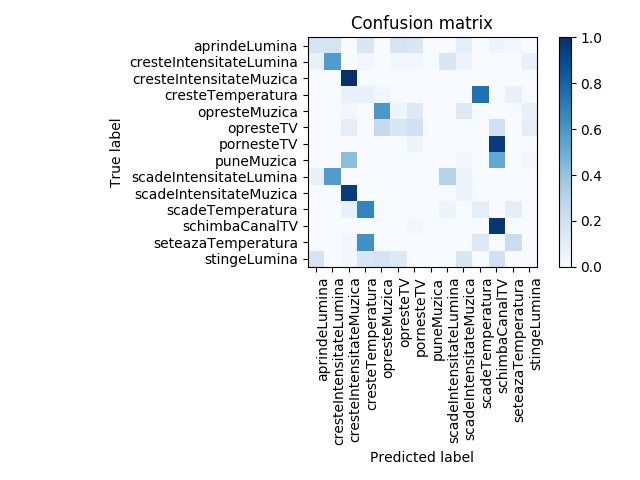 Confusion matrix
True label
aprindeLumina
cresteIntensitateLumina
cresteIntensitateMuzica
cresteTemperatura
opresteMuzica
opresteTV
pornesteTV
puneMuzica
scadeIntensitateLumina
scadeIntensitateMuzica
scadeTemperatura
schimbaCanalTV
seteazaTemperatura
stingeLumina
aprindeLumina
cresteIntensitateLumina
cresteIntensitateMuzica
cresteTemperatura
opresteMuzica
opresteTV
pornesteTV
puneMuzica
scadeIntensitateLumina
scadeIntensitateMuzica
scadeTemperatura
schimbaCanalTV
seteazaTemperatura
stingeLumina
Predicted label
1.0
0.8
0.6
0.4
0.2
0.0